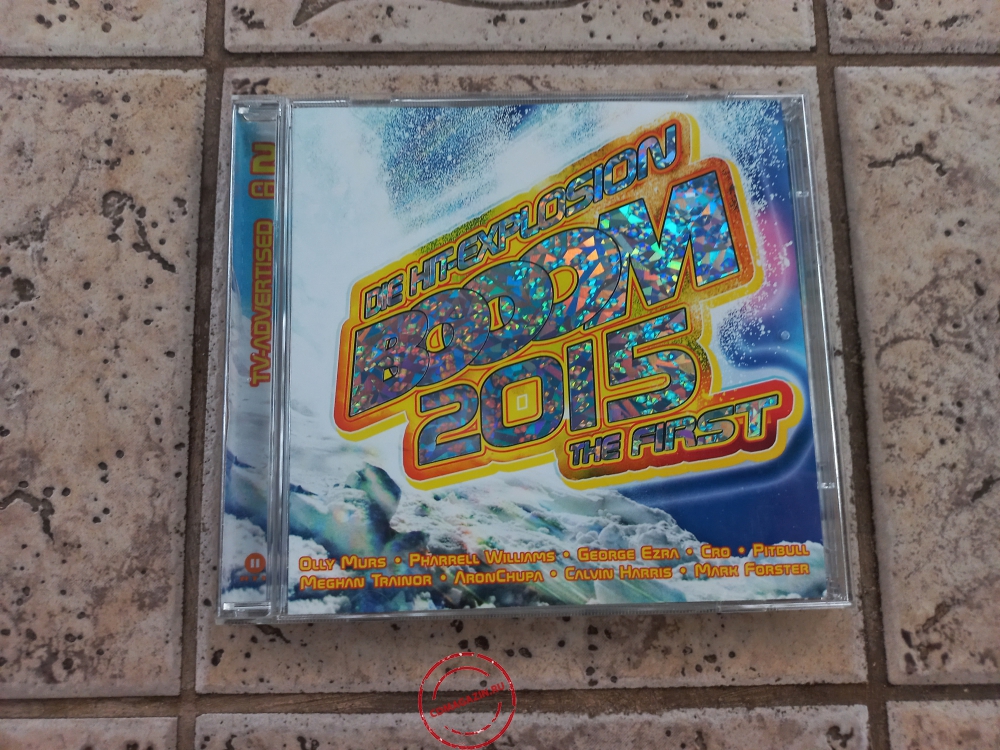 DIE HIT-EXPLOSION
BOOOM
2015
THE FIRST
TV-ADVERTISED
OLLY MURS • PHARRELL WILLIAMS • GEORGE EZRA • CRO • PITBULL
MEGHAN TRAINOR • ARONCHUPA • CALVIN HARRIS • MARK FORSTER